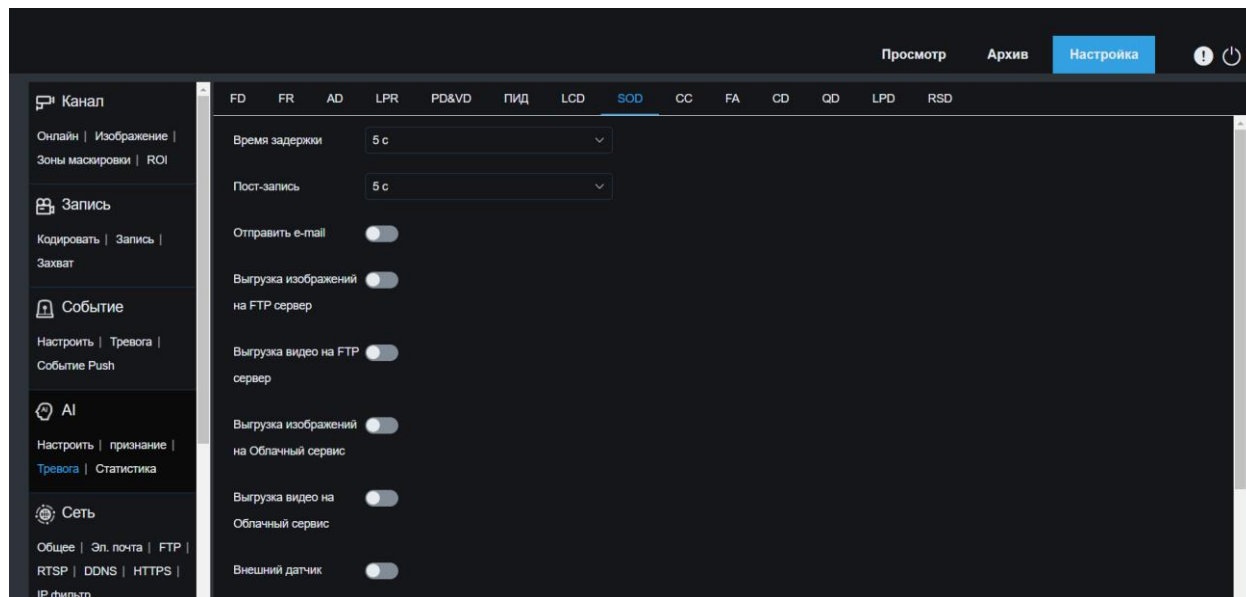 Просмотр Архив Настройка
Канал
Онлайн | Изображение |
Зоны маскировки | ROI
Запись
Кодировать | Запись |
Захват
Событие
Настроить | Тревога |
Событие Push
AI
Настроить | признание |
Тревога | Статистика
Сеть
Общее | Эл. почта | FTP |
RTSP | DDNS | HTTPS |
IP фильтр
FD FR AD LPR PD&VD ПИД LCD SOD CC FA CD QD LPD RSD
Время задержки 5 с
Пост-запись 5 с
Отправить e-mail
Выгрузка изображений
на FTP сервер
Выгрузка видео на FTP
сервер
Выгрузка изображений
на Облачный сервис
Выгрузка видео на
Облачный сервис
Внешний датчик